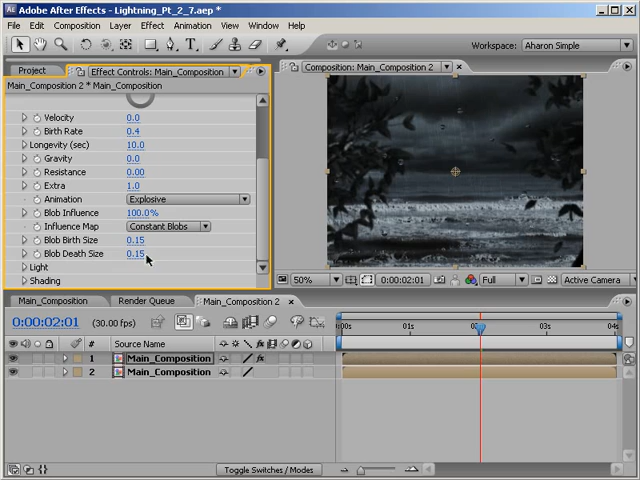 Adobe After Effects - Lightning_Pt_2_7.aep *
File Edit Composition Layer Effect Animation View Window Help
Workspace: Aharon Simple
Project Effect Controls: Main_Composition
Composition: Main_Composition 2
Main_Composition 2 * Main_Composition
Velocity 0.0
Birth Rate 0.4
Longevity (sec) 10.0
Gravity 0.0
Resistance 0.00
Extra 1.0
Animation Explosive
Blob Influence 100.0%
Influence Map Constant Blobs
Blob Birth Size 0.15
Blob Death Size 0.15
Light
Shading
50% 0:00:02:01 Full Active Camera
Main_Composition Render Queue Main_Composition 2
0:00:02:01 (30.00 fps)
01s 03s 04s
# Source Name
1 Main_Composition
2 Main_Composition
Toggle Switches / Modes